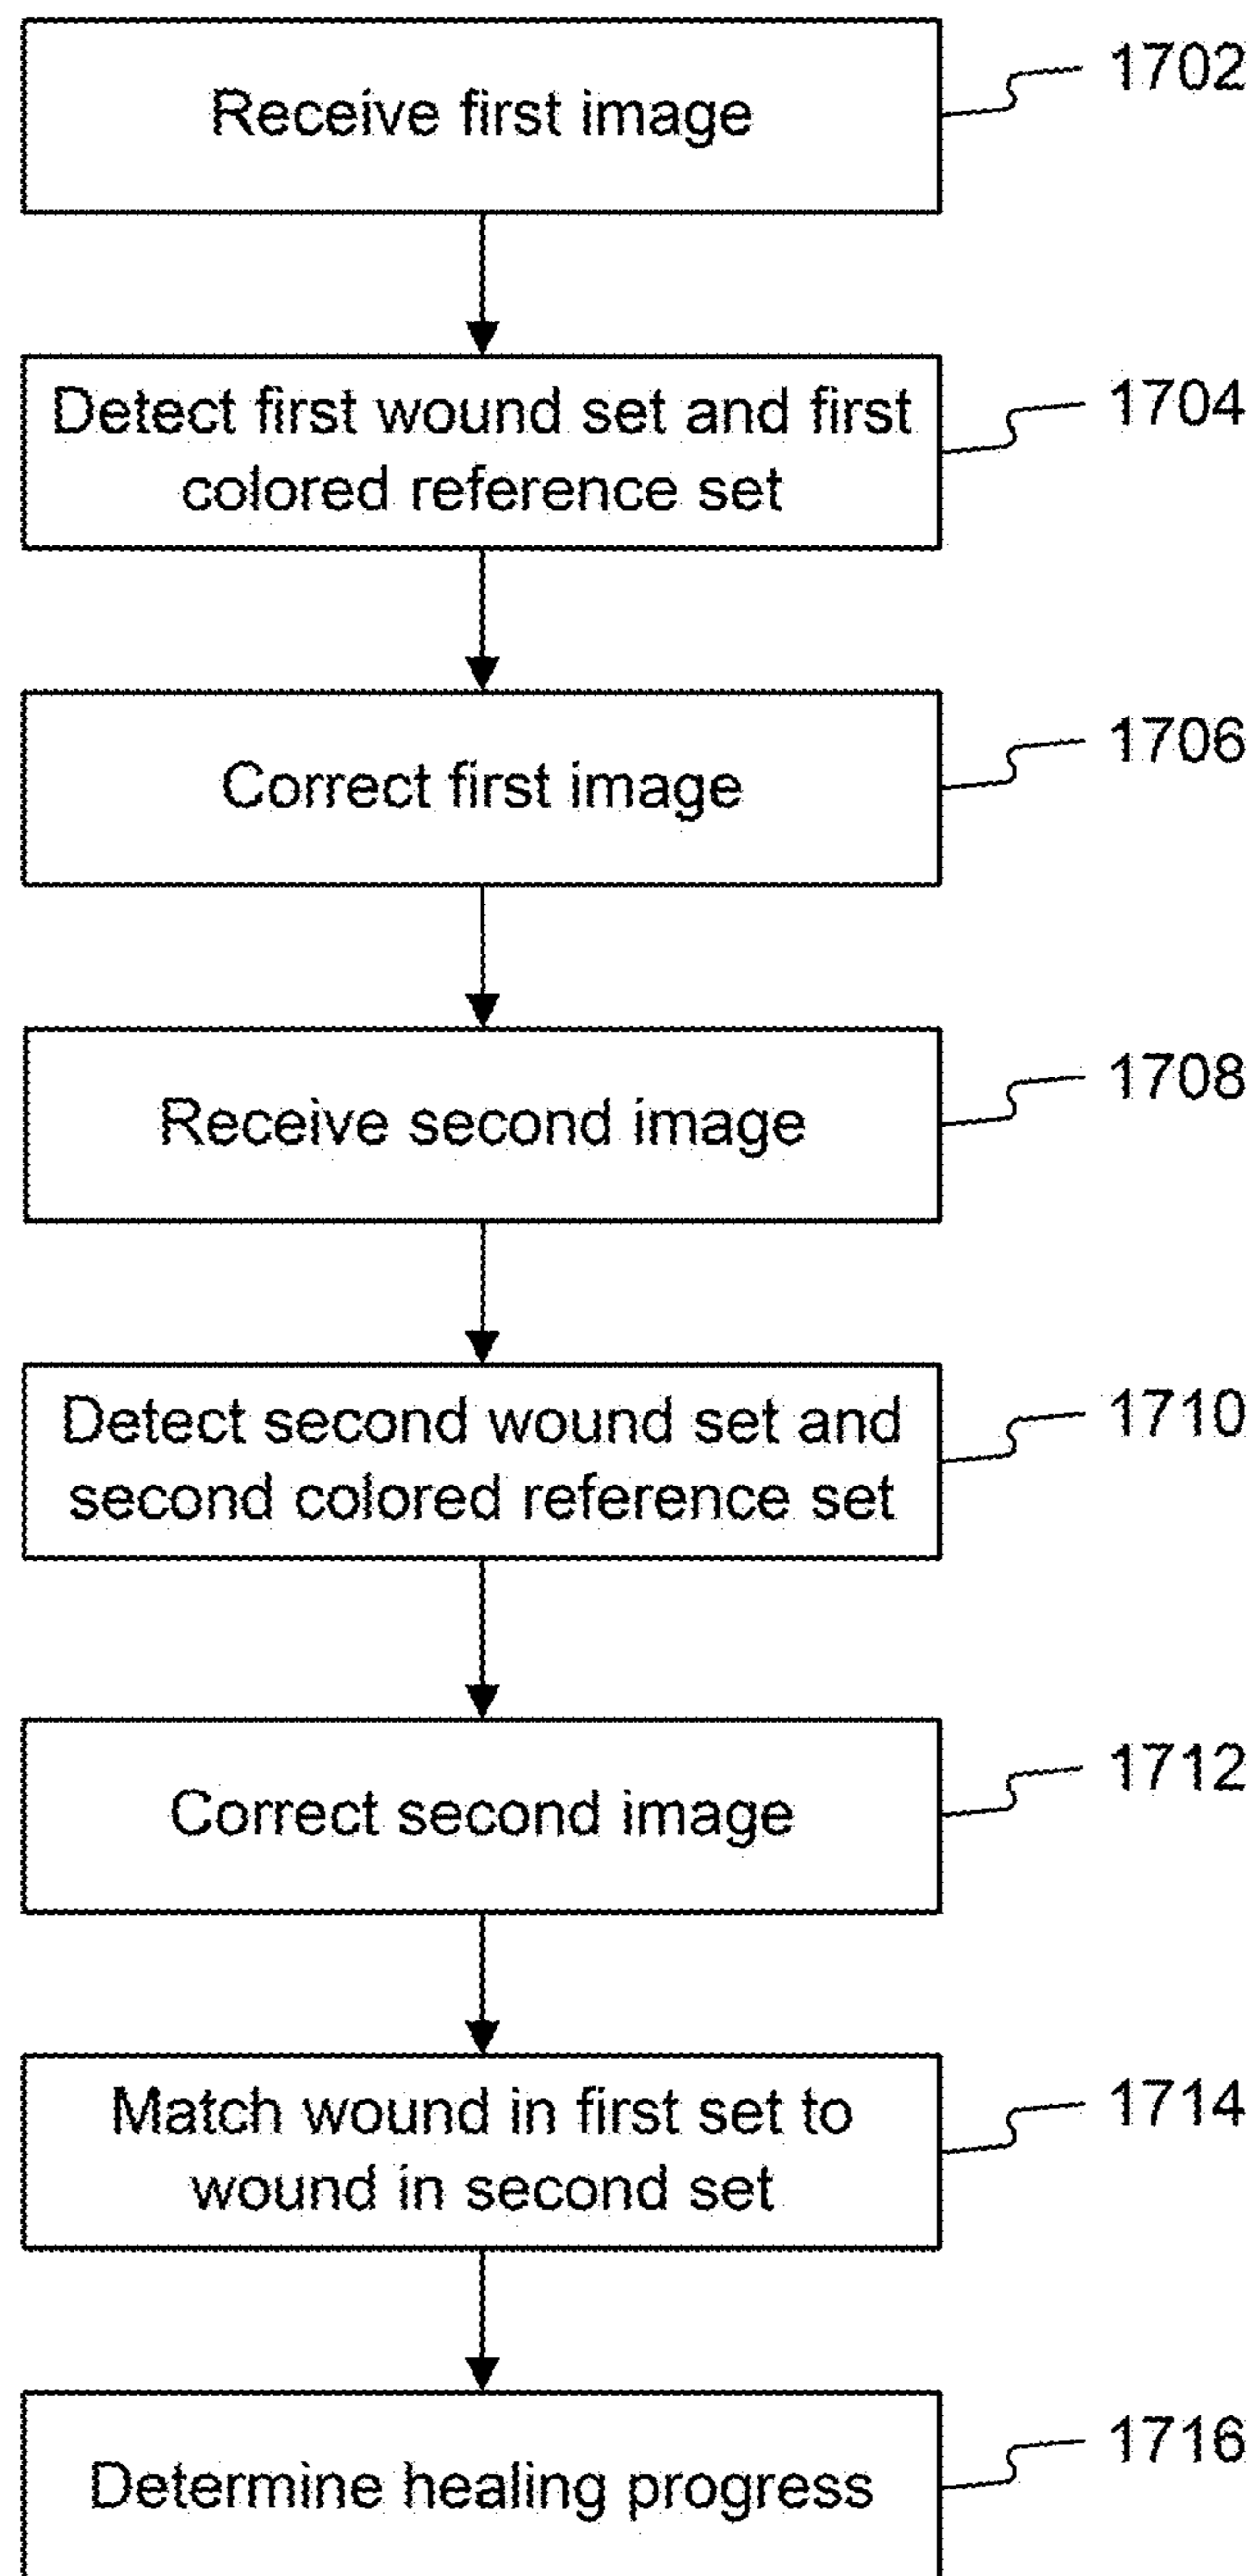 Receive first image
1702
Detect first wound set and first
colored reference set
1704
Correct first image
1706
Receive second image
1708
Detect second wound set and
second colored reference set
1710
Correct second image
1712
Match wound in first set to
wound in second set
1714
Determine healing progress
1716